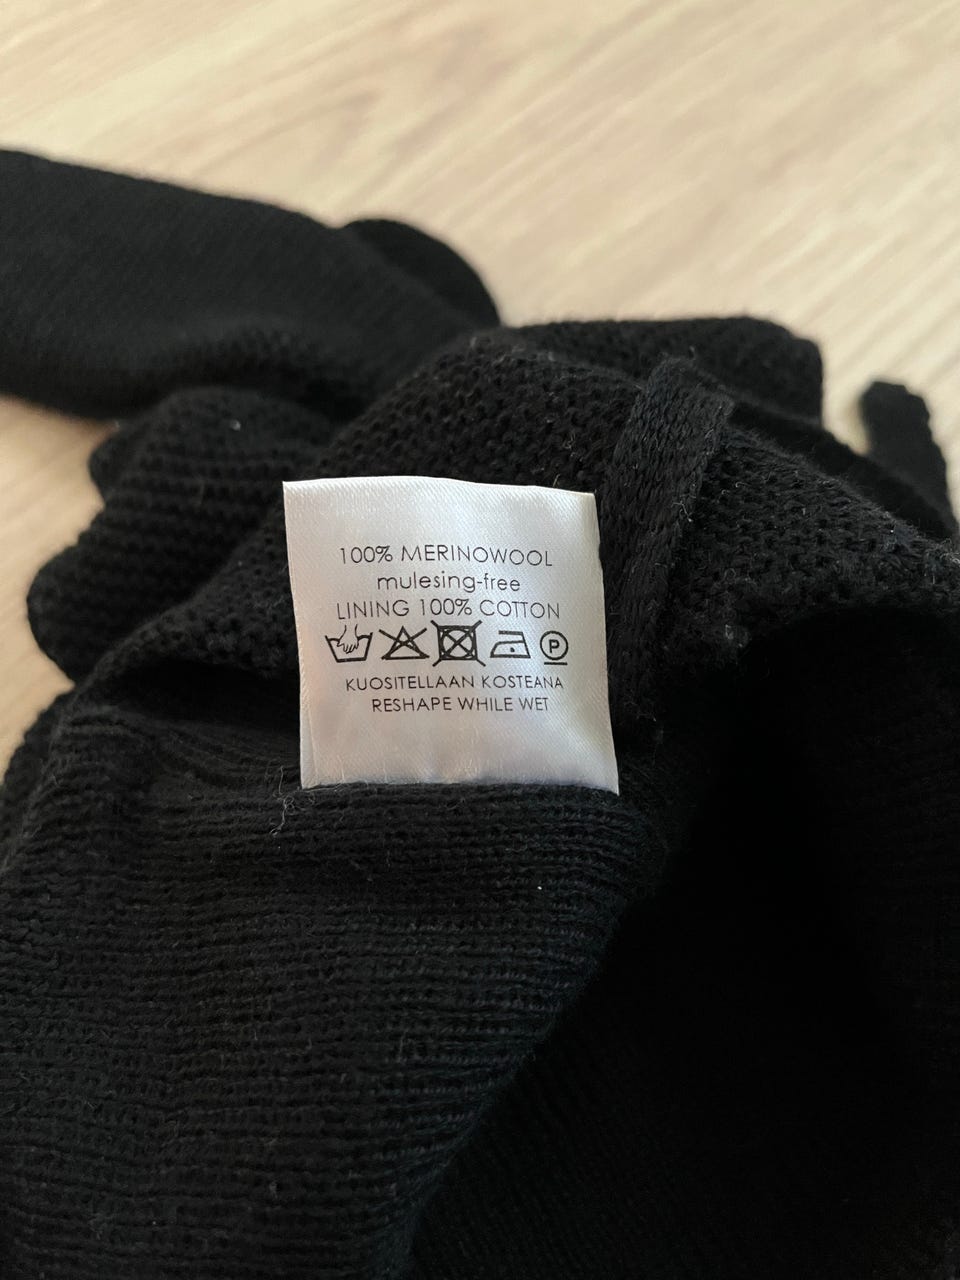 100% MERINOWOOL
mulesing-free
LINING 100% COTTON
P
KUOSITELLAAN KOSTEANA
RESHAPE WHILE WET